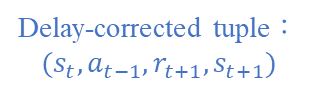 Delay-corrected tuple：
(s_t, a_{t−1}, r_{t+1}, s_{t+1})